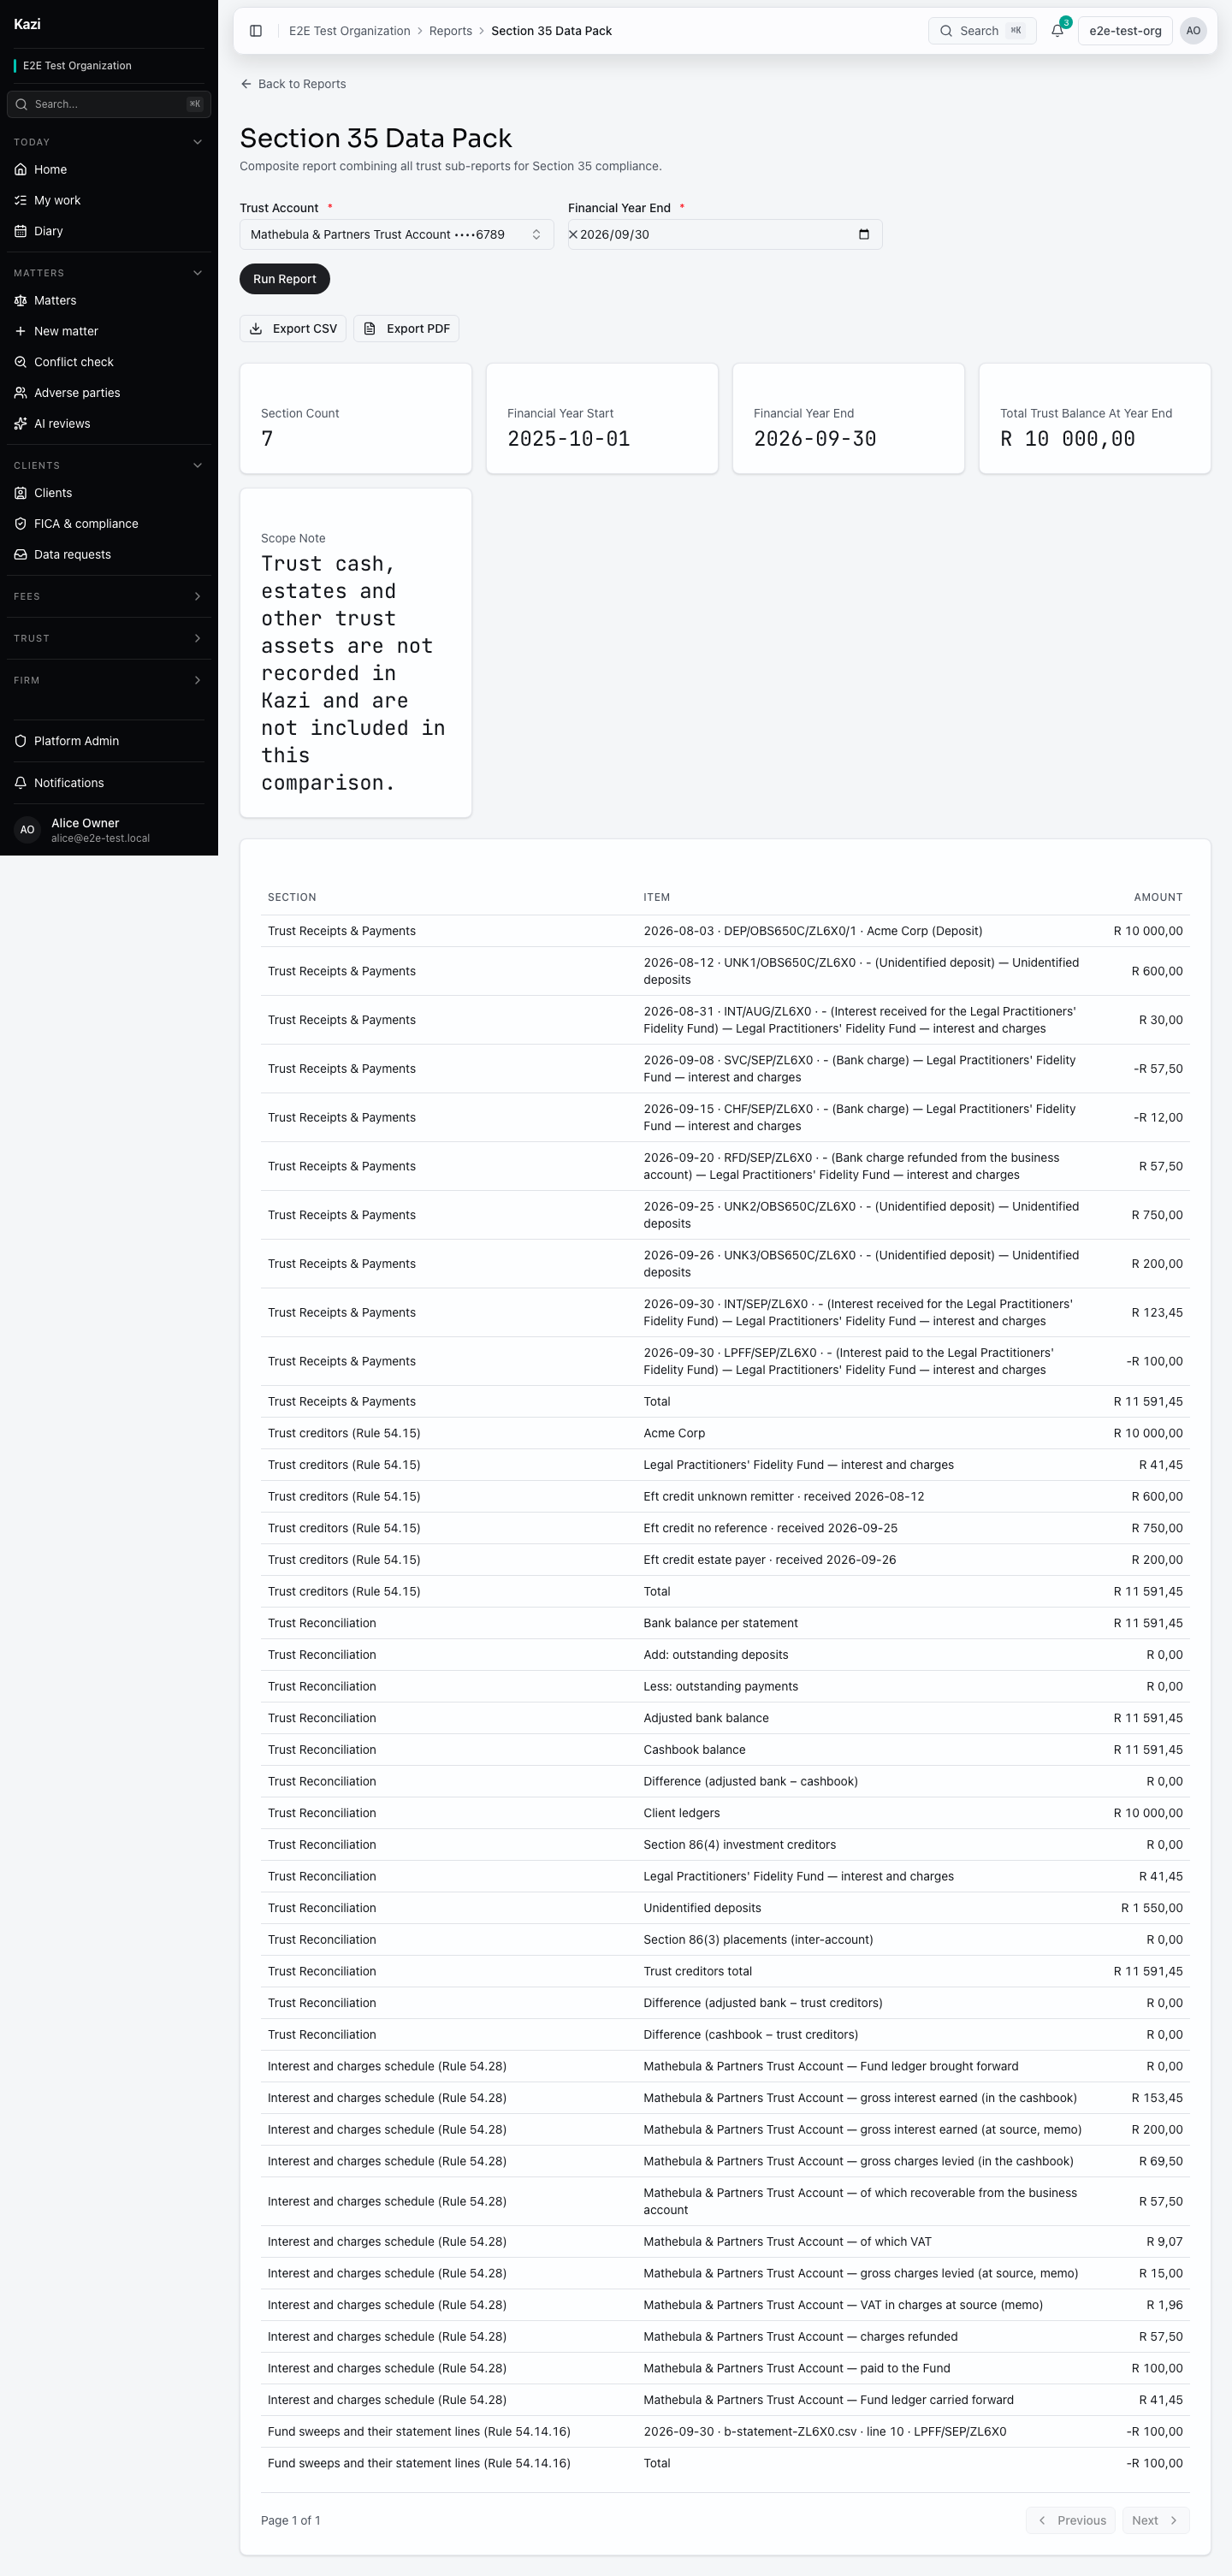 Kazi
E2E Test Organization
Search... ⌘K
TODAY
Home
My work
Diary
MATTERS
Matters
New matter
Conflict check
Adverse parties
AI reviews
CLIENTS
Clients
FICA & compliance
Data requests
FEES
TRUST
FIRM
Platform Admin
Notifications
AO Alice Owner
alice@e2e-test.local
E2E Test Organization > Reports > Section 35 Data Pack
Search ⌘K 3 e2e-test-org AO
Back to Reports
Section 35 Data Pack
Composite report combining all trust sub-reports for Section 35 compliance.
Trust Account * Financial Year End *
Mathebula & Partners Trust Account ••••6789 2026/09/30
Run Report
Export CSV Export PDF
Section Count
7
Financial Year Start
2025-10-01
Financial Year End
2026-09-30
Total Trust Balance At Year End
R 10 000,00
Scope Note
Trust cash,
estates and
other trust
assets are not
recorded in
Kazi and are
not included in
this
comparison.
SECTION ITEM AMOUNT
Trust Receipts & Payments 2026-08-03 · DEP/OBS650C/ZL6X0/1 · Acme Corp (Deposit) R 10 000,00
Trust Receipts & Payments 2026-08-12 · UNK1/OBS650C/ZL6X0 · - (Unidentified deposit) — Unidentified
deposits R 600,00
Trust Receipts & Payments 2026-08-31 · INT/AUG/ZL6X0 · - (Interest received for the Legal Practitioners'
Fidelity Fund) — Legal Practitioners' Fidelity Fund — interest and charges R 30,00
Trust Receipts & Payments 2026-09-08 · SVC/SEP/ZL6X0 · - (Bank charge) — Legal Practitioners' Fidelity
Fund — interest and charges -R 57,50
Trust Receipts & Payments 2026-09-15 · CHF/SEP/ZL6X0 · - (Bank charge) — Legal Practitioners' Fidelity
Fund — interest and charges -R 12,00
Trust Receipts & Payments 2026-09-20 · RFD/SEP/ZL6X0 · - (Bank charge refunded from the business
account) — Legal Practitioners' Fidelity Fund — interest and charges R 57,50
Trust Receipts & Payments 2026-09-25 · UNK2/OBS650C/ZL6X0 · - (Unidentified deposit) — Unidentified
deposits R 750,00
Trust Receipts & Payments 2026-09-26 · UNK3/OBS650C/ZL6X0 · - (Unidentified deposit) — Unidentified
deposits R 200,00
Trust Receipts & Payments 2026-09-30 · INT/SEP/ZL6X0 · - (Interest received for the Legal Practitioners'
Fidelity Fund) — Legal Practitioners' Fidelity Fund — interest and charges R 123,45
Trust Receipts & Payments 2026-09-30 · LPFF/SEP/ZL6X0 · - (Interest paid to the Legal Practitioners'
Fidelity Fund) — Legal Practitioners' Fidelity Fund — interest and charges -R 100,00
Trust Receipts & Payments Total R 11 591,45
Trust creditors (Rule 54.15) Acme Corp R 10 000,00
Trust creditors (Rule 54.15) Legal Practitioners' Fidelity Fund — interest and charges R 41,45
Trust creditors (Rule 54.15) Eft credit unknown remitter · received 2026-08-12 R 600,00
Trust creditors (Rule 54.15) Eft credit no reference · received 2026-09-25 R 750,00
Trust creditors (Rule 54.15) Eft credit estate payer · received 2026-09-26 R 200,00
Trust creditors (Rule 54.15) Total R 11 591,45
Trust Reconciliation Bank balance per statement R 11 591,45
Trust Reconciliation Add: outstanding deposits R 0,00
Trust Reconciliation Less: outstanding payments R 0,00
Trust Reconciliation Adjusted bank balance R 11 591,45
Trust Reconciliation Cashbook balance R 11 591,45
Trust Reconciliation Difference (adjusted bank − cashbook) R 0,00
Trust Reconciliation Client ledgers R 10 000,00
Trust Reconciliation Section 86(4) investment creditors R 0,00
Trust Reconciliation Legal Practitioners' Fidelity Fund — interest and charges R 41,45
Trust Reconciliation Unidentified deposits R 1 550,00
Trust Reconciliation Section 86(3) placements (inter-account) R 0,00
Trust Reconciliation Trust creditors total R 11 591,45
Trust Reconciliation Difference (adjusted bank − trust creditors) R 0,00
Trust Reconciliation Difference (cashbook − trust creditors) R 0,00
Interest and charges schedule (Rule 54.28) Mathebula & Partners Trust Account — Fund ledger brought forward R 0,00
Interest and charges schedule (Rule 54.28) Mathebula & Partners Trust Account — gross interest earned (in the cashbook) R 153,45
Interest and charges schedule (Rule 54.28) Mathebula & Partners Trust Account — gross interest earned (at source, memo) R 200,00
Interest and charges schedule (Rule 54.28) Mathebula & Partners Trust Account — gross charges levied (in the cashbook) R 69,50
Interest and charges schedule (Rule 54.28) Mathebula & Partners Trust Account — of which recoverable from the business
account R 57,50
Interest and charges schedule (Rule 54.28) Mathebula & Partners Trust Account — of which VAT R 9,07
Interest and charges schedule (Rule 54.28) Mathebula & Partners Trust Account — gross charges levied (at source, memo) R 15,00
Interest and charges schedule (Rule 54.28) Mathebula & Partners Trust Account — VAT in charges at source (memo) R 1,96
Interest and charges schedule (Rule 54.28) Mathebula & Partners Trust Account — charges refunded R 57,50
Interest and charges schedule (Rule 54.28) Mathebula & Partners Trust Account — paid to the Fund R 100,00
Interest and charges schedule (Rule 54.28) Mathebula & Partners Trust Account — Fund ledger carried forward R 41,45
Fund sweeps and their statement lines (Rule 54.14.16) 2026-09-30 · b-statement-ZL6X0.csv · line 10 · LPFF/SEP/ZL6X0 -R 100,00
Fund sweeps and their statement lines (Rule 54.14.16) Total -R 100,00
Page 1 of 1 Previous Next